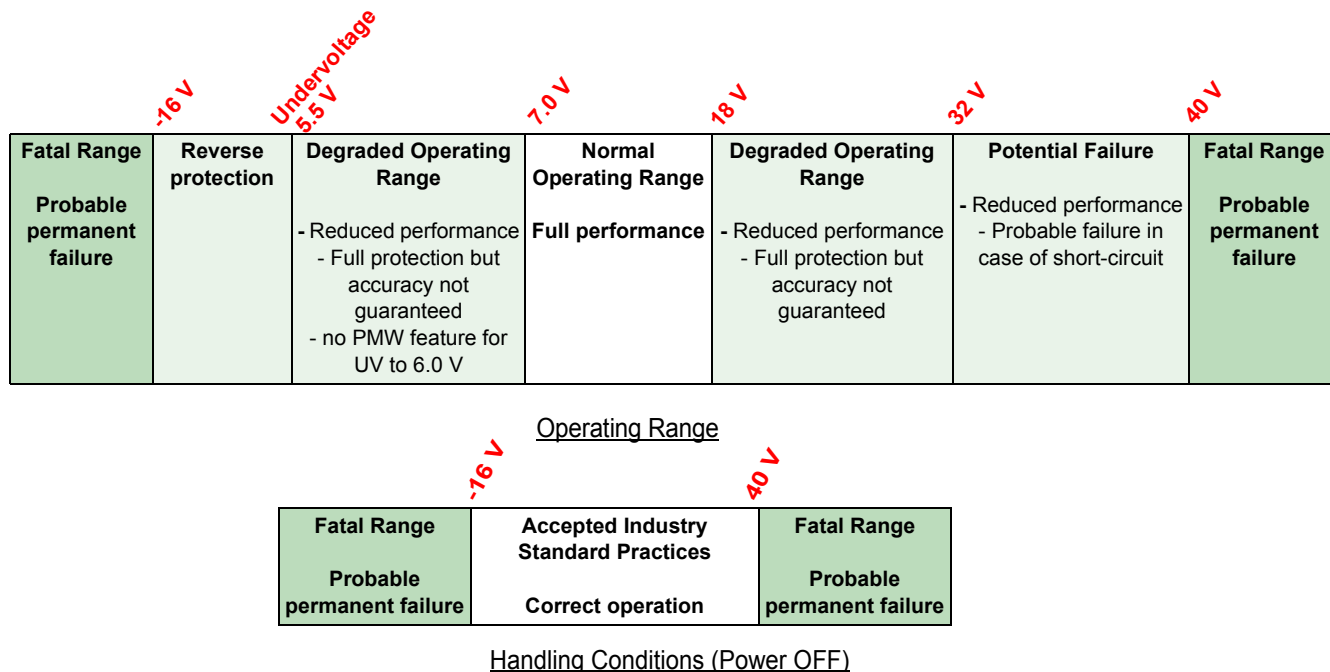 -16 V
Undervoltage
5.5 V
7.0 V
18 V
32 V
40 V
Fatal Range
Probable
permanent
failure
Reverse
protection
Degraded Operating
Range
- Reduced performance
- Full protection but
accuracy not
guaranteed
- no PMW feature for
UV to 6.0 V
Normal
Operating Range
Full performance
Degraded Operating
Range
- Reduced performance
- Full protection but
accuracy not
guaranteed
Potential Failure
- Reduced performance
- Probable failure in
case of short-circuit
Fatal Range
Probable
permanent
failure
Operating Range
-16 V
40 V
Fatal Range
Probable
permanent failure
Accepted Industry
Standard Practices
Correct operation
Fatal Range
Probable
permanent failure
Handling Conditions (Power OFF)